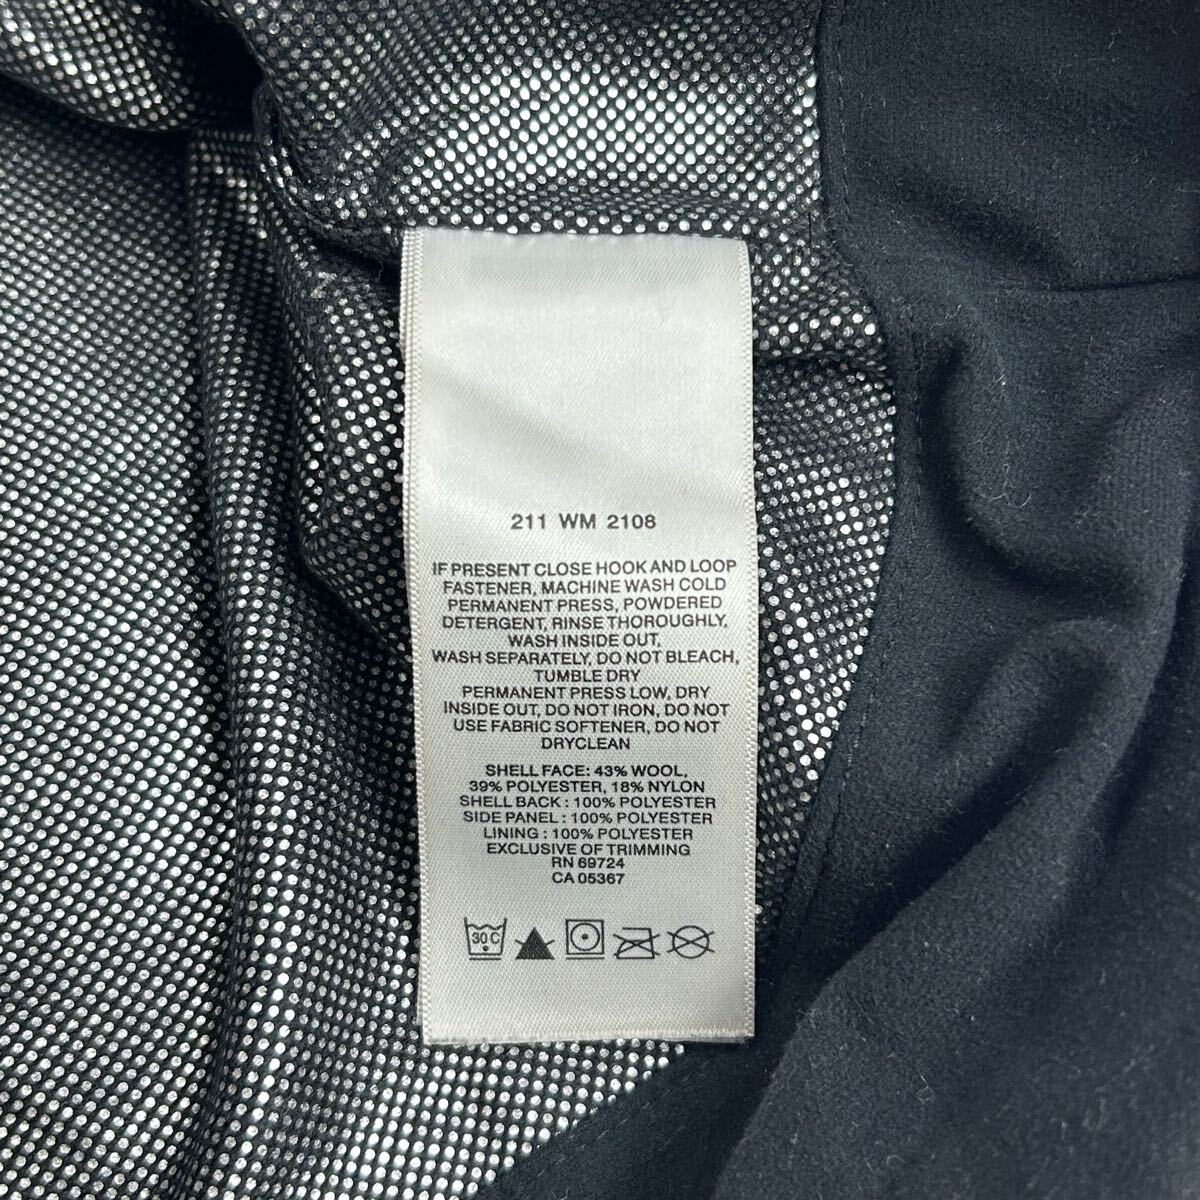 211 WM 2108
IF PRESENT CLOSE HOOK AND LOOP
FASTENER, MACHINE WASH COLD
PERMANENT PRESS, POWDERED
DETERGENT, RINSE THOROUGHLY,
WASH INSIDE OUT,
WASH SEPARATELY, DO NOT BLEACH,
TUMBLE DRY
PERMANENT PRESS LOW, DRY
INSIDE OUT, DO NOT IRON, DO NOT
USE FABRIC SOFTENER, DO NOT
DRYCLEAN
SHELL FACE: 43% WOOL,
39% POLYESTER, 18% NYLON
SHELL BACK : 100% POLYESTER
SIDE PANEL : 100% POLYESTER
LINING : 100% POLYESTER
EXCLUSIVE OF TRIMMING
RN 69724
CA 05367
30 C